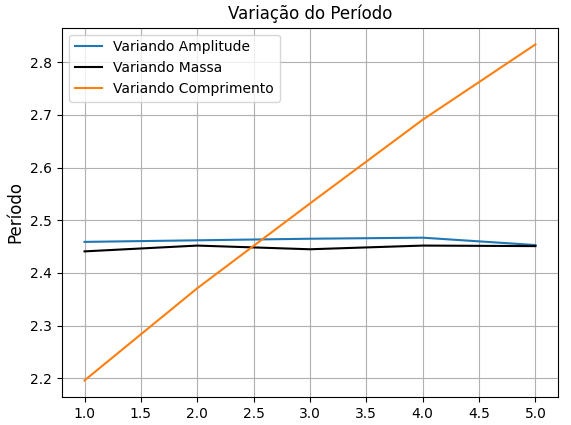 Variação do Período
Variando Amplitude
Variando Massa
Variando Comprimento
Período
2.8
2.7
2.6
2.5
2.4
2.3
2.2
1.0 1.5 2.0 2.5 3.0 3.5 4.0 4.5 5.0